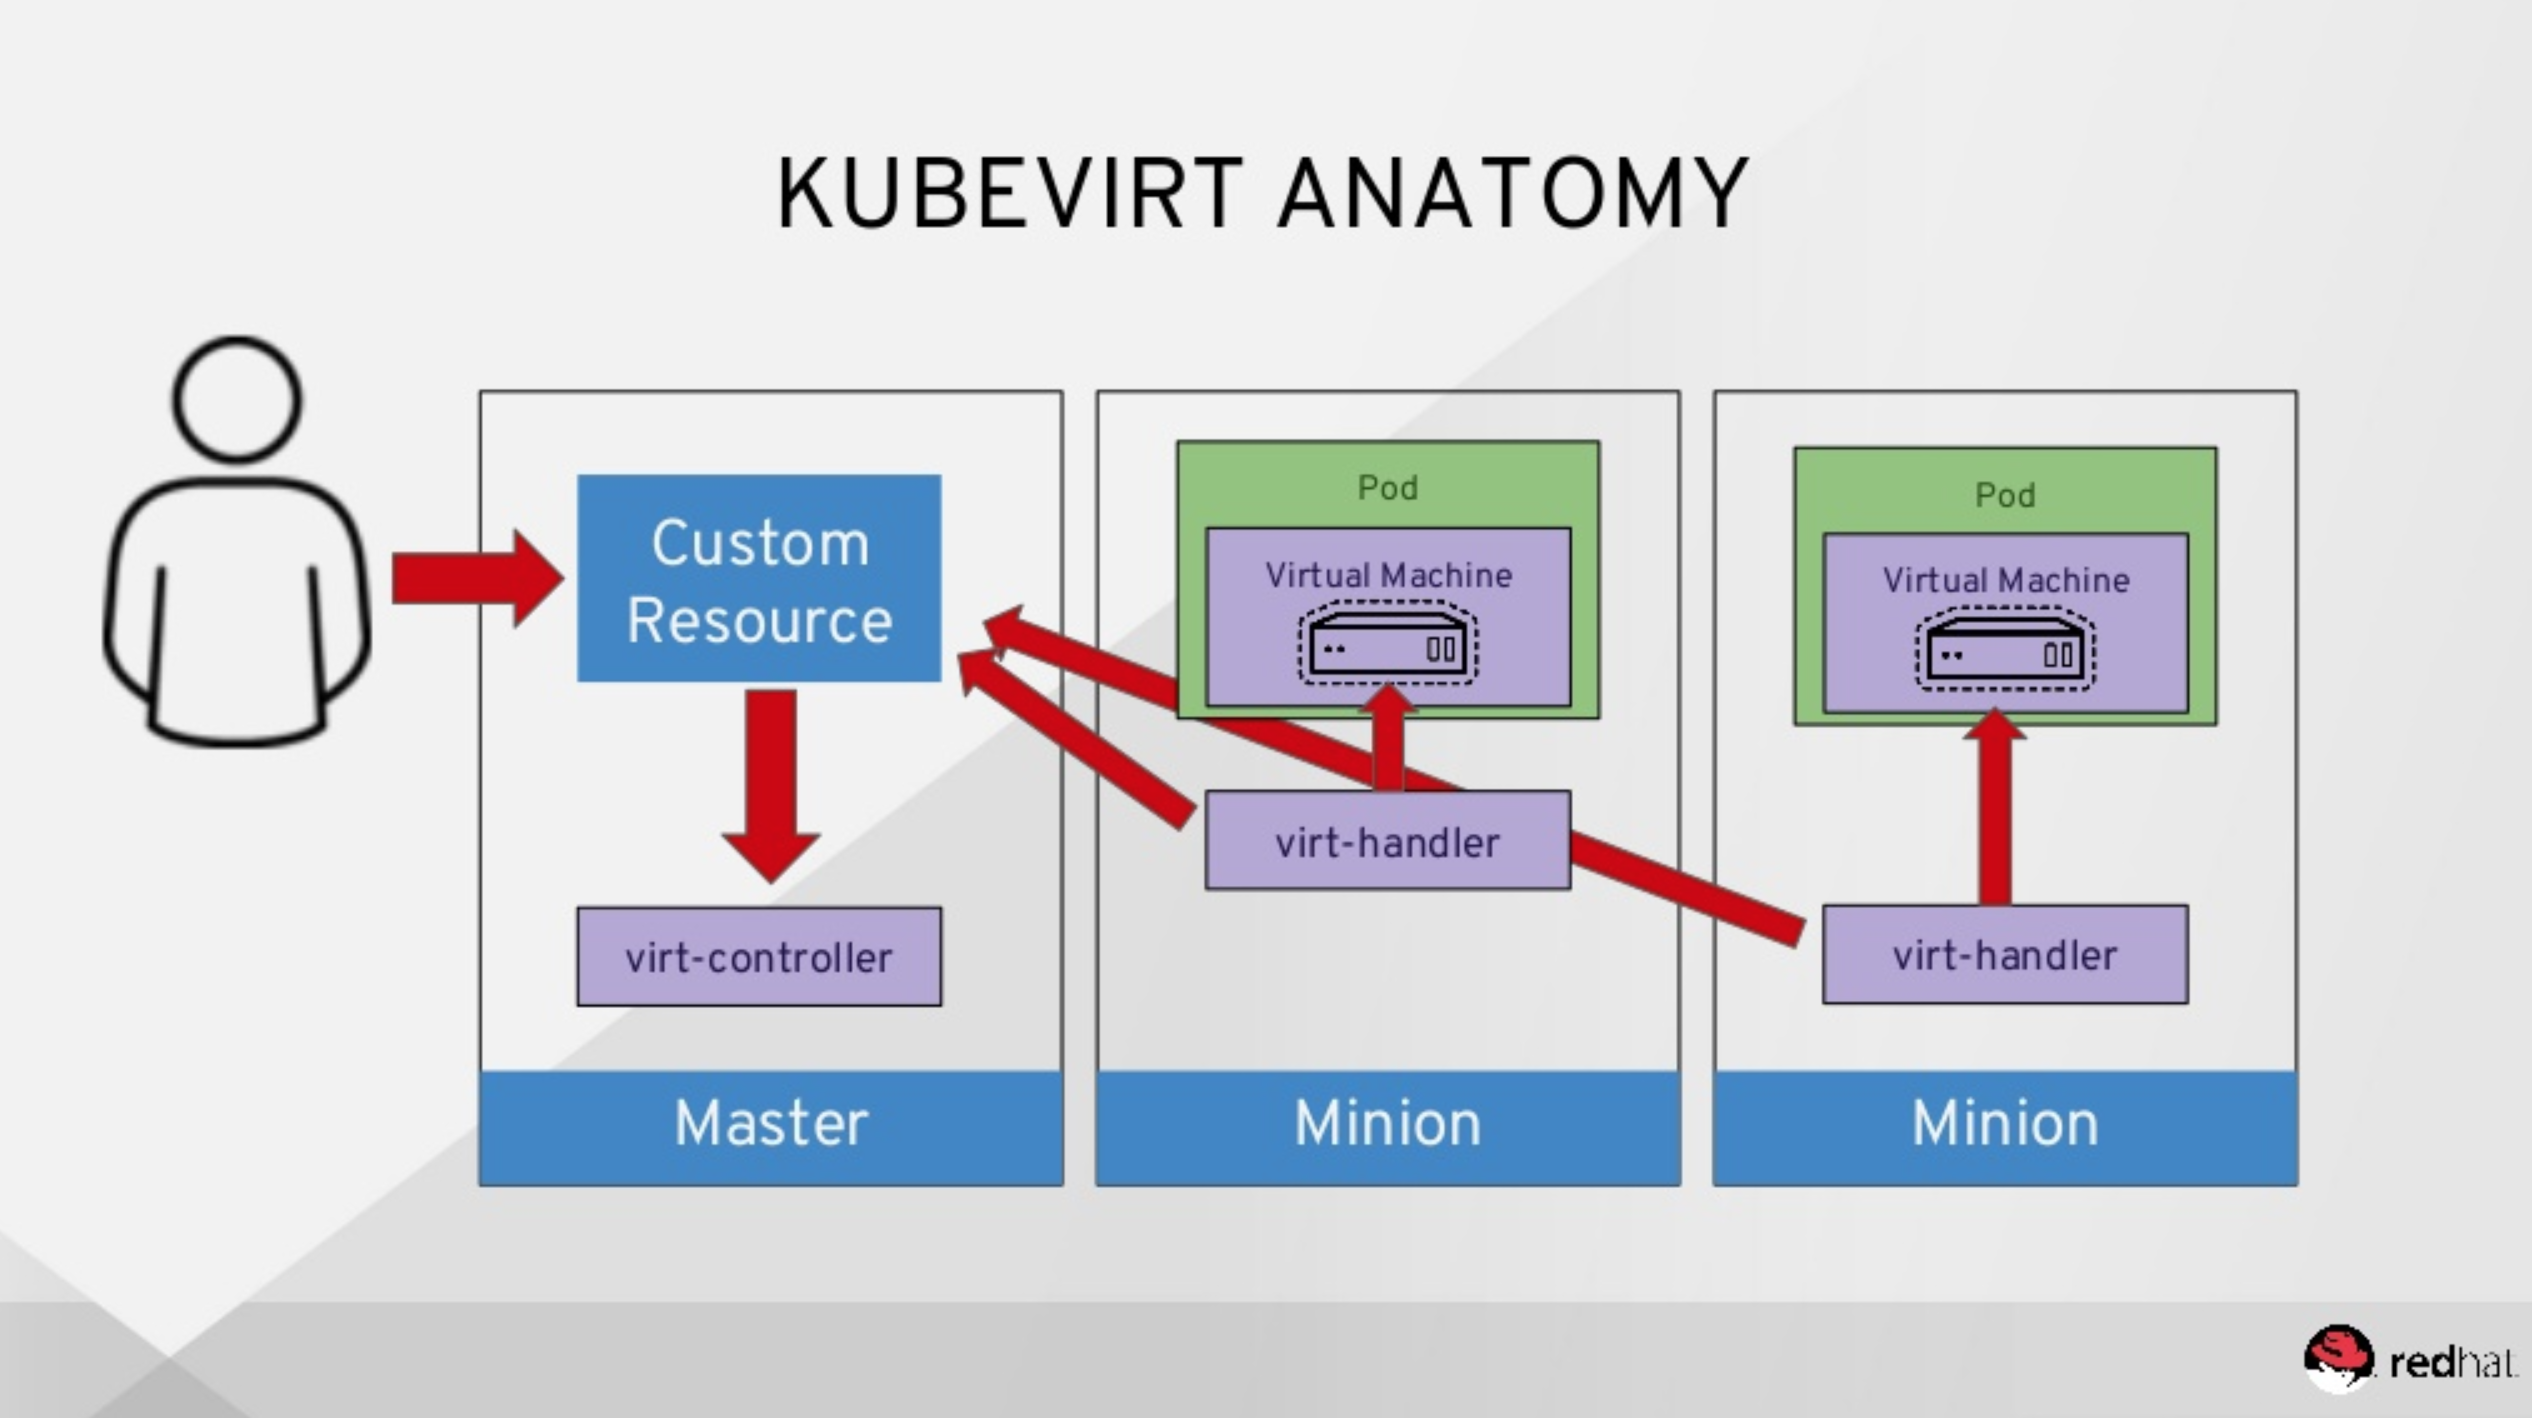 KUBEVIRT ANATOMY
Custom
Resource
virt-controller
Master
Pod
Virtual Machine
virt-handler
Minion
Pod
Virtual Machine
virt-handler
Minion
redhat.